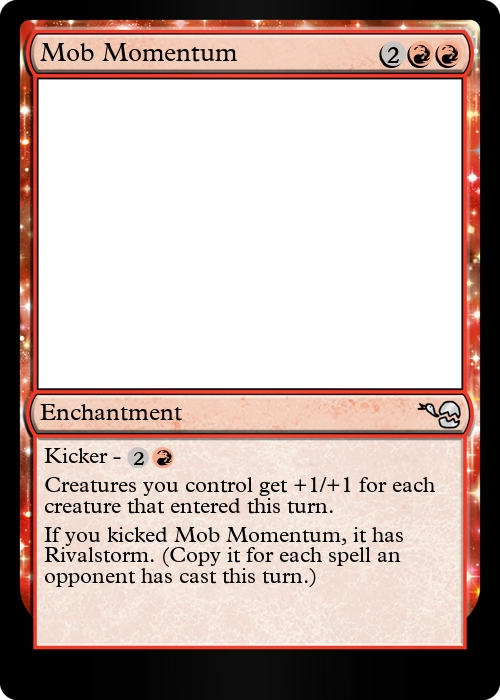 Mob Momentum 2
Enchantment
Kicker - 2
Creatures you control get +1/+1 for each
creature that entered this turn.
If you kicked Mob Momentum, it has
Rivalstorm. (Copy it for each spell an
opponent has cast this turn.)